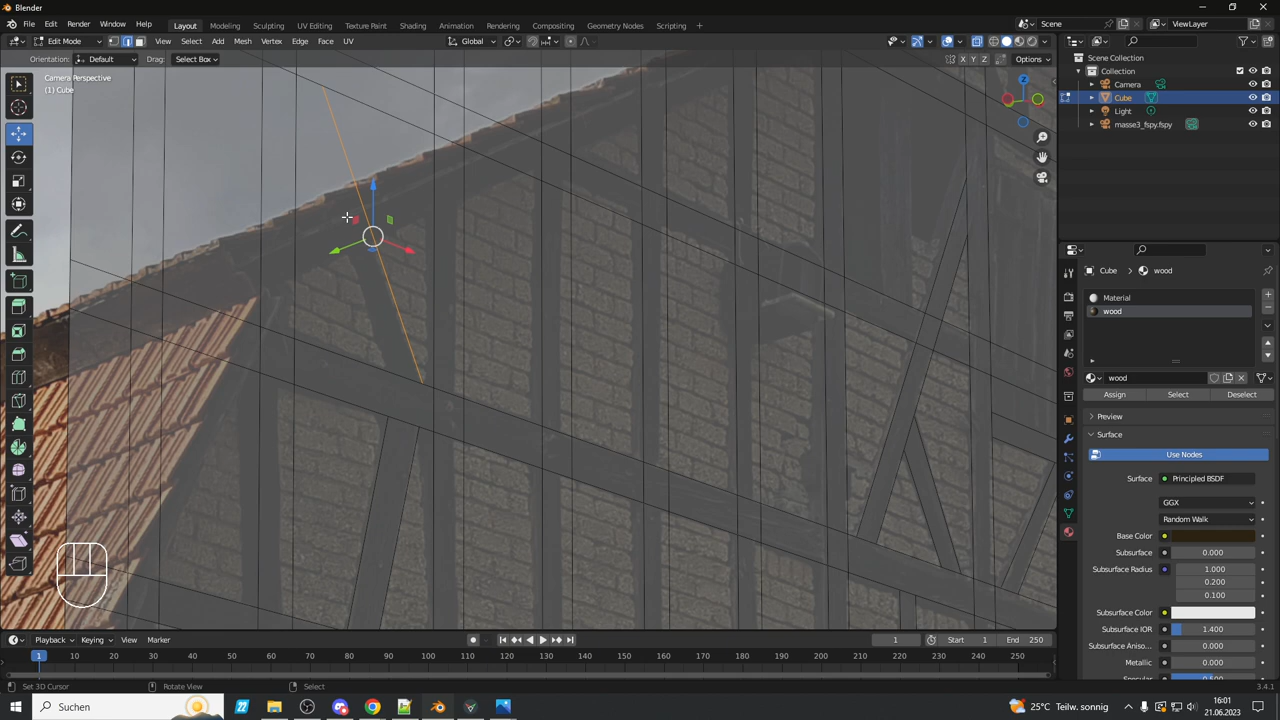 Blender
File Edit Render Window Help Layout Modeling Sculpting UV Editing Texture Paint Shading Animation Rendering Compositing Geometry Nodes Scripting + Scene ViewLayer
Edit Mode View Select Add Mesh Vertex Edge Face UV Global
Orientation: Default Drag: Select Box X Y Z Options
Camera Perspective
(1) Cube
Z
Scene Collection
Collection
Camera
Cube
Light
masse3_fspy.fspy
Cube > wood
Material
wood
wood
Assign Select Deselect
Preview
Surface
Use Nodes
Surface Principled BSDF
GGX
Random Walk
Base Color
Subsurface 0.000
Subsurface Radius 1.000
0.200
0.100
Subsurface Color
Subsurface IOR 1.400
Subsurface Aniso... 0.000
Metallic 0.000
Specular 0.500
Playback Keying View Marker 1 Start 1 End 250
1 10 20 30 40 50 60 70 80 90 100 110 120 130 140 150 160 170 180 190 200 210 220 230 240 250
Set 3D Cursor Rotate View Select 3.4.1
Suchen 25°C Teilw. sonnig 16:01
21.06.2023